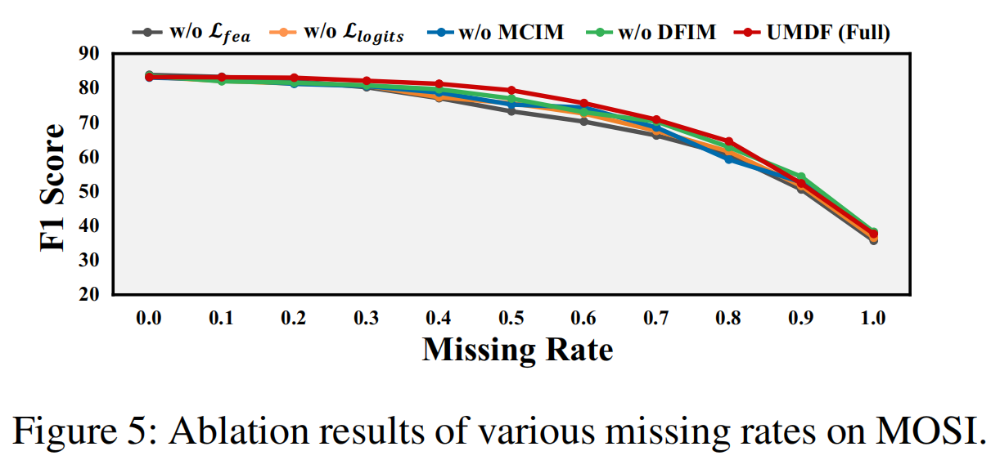 w/o ℒ_fea w/o ℒ_logits w/o MCIM w/o DFIM UMDF (Full)
90
80
70
60
50
40
30
20
F1 Score
0.0 0.1 0.2 0.3 0.4 0.5 0.6 0.7 0.8 0.9 1.0
Missing Rate
Figure 5: Ablation results of various missing rates on MOSI.